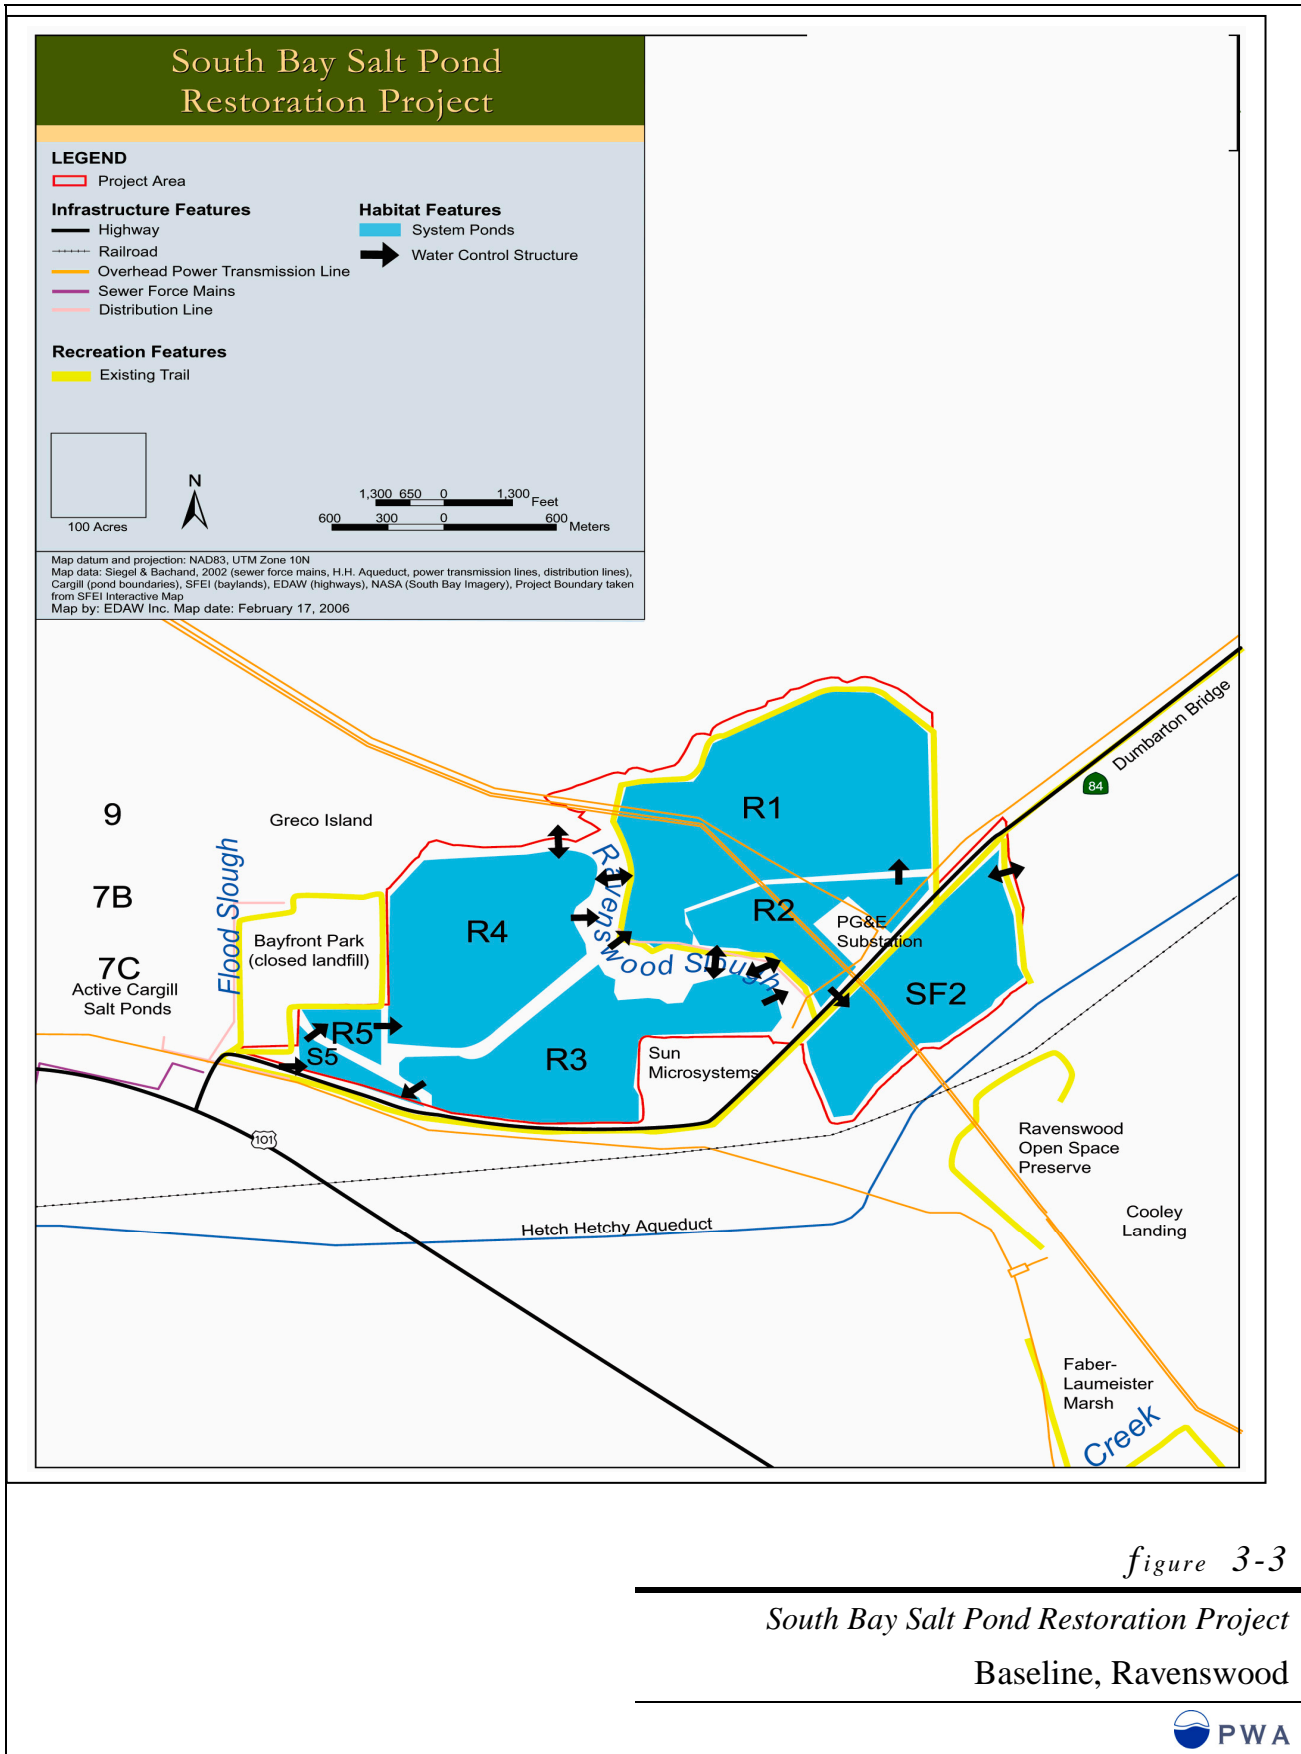 South Bay Salt Pond
Restoration Project
LEGEND
Project Area
Infrastructure Features
Highway
Railroad
Overhead Power Transmission Line
Sewer Force Mains
Distribution Line
Habitat Features
System Ponds
Water Control Structure
Recreation Features
Existing Trail
100 Acres
N
1,300 650 0 1,300 Feet
600 300 0 600 Meters
Map datum and projection: NAD83, UTM Zone 10N
Map data: Siegel & Bachand, 2002 (sewer force mains, H.H. Aqueduct, power transmission lines, distribution lines),
Cargill (pond boundaries), SFEI (baylands), EDAW (highways), NASA (South Bay Imagery), Project Boundary taken
from SFEI Interactive Map
Map by: EDAW Inc. Map date: February 17, 2006
Dumbarton Bridge
84
9
Greco Island
R1
Flood Slough
Ravenswood Slough
7B
R2
R4
PG&E
Substation
Bayfront Park
(closed landfill)
7C
Active Cargill
Salt Ponds
SF2
R5
S5
R3
Sun
Microsystems
101
Ravenswood
Open Space
Preserve
Hetch Hetchy Aqueduct
Cooley
Landing
Faber-
Laumeister
Marsh
Creek
figure 3-3
South Bay Salt Pond Restoration Project
Baseline, Ravenswood
PWA